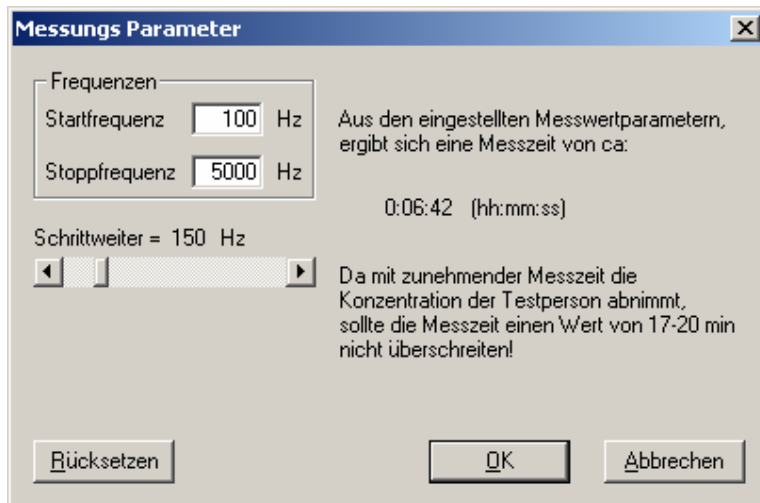 Messungs Parameter
Frequenzen
Startfrequenz 100 Hz
Stoppfrequenz 5000 Hz
Schrittweiter = 150 Hz
Aus den eingestellten Messwertparametern,
ergibt sich eine Messzeit von ca:
0:06:42 (hh:mm:ss)
Da mit zunehmender Messzeit die
Konzentration der Testperson abnimmt,
sollte die Messzeit einen Wert von 17-20 min
nicht überschreiten!
Rücksetzen
OK
Abbrechen